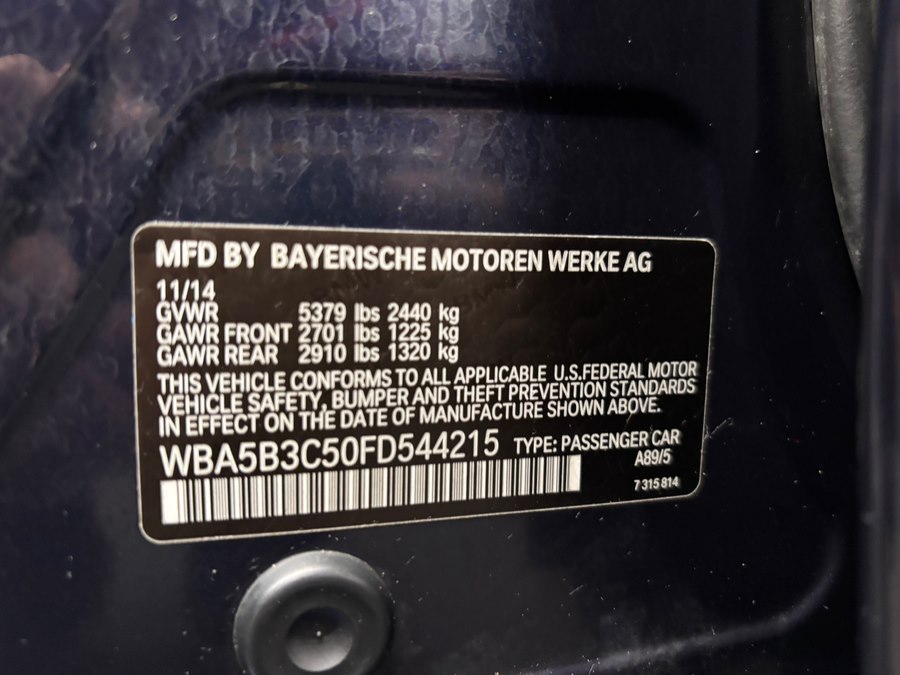 MFD BY BAYERISCHE MOTOREN WERKE AG
11/14
GVWR 5379 lbs 2440 kg
GAWR FRONT 2701 lbs 1225 kg
GAWR REAR 2910 lbs 1320 kg
THIS VEHICLE CONFORMS TO ALL APPLICABLE U.S.FEDERAL MOTOR
VEHICLE SAFETY, BUMPER AND THEFT PREVENTION STANDARDS
IN EFFECT ON THE DATE OF MANUFACTURE SHOWN ABOVE.
WBA5B3C50FD544215 TYPE: PASSENGER CAR
A89/5
7 315 814